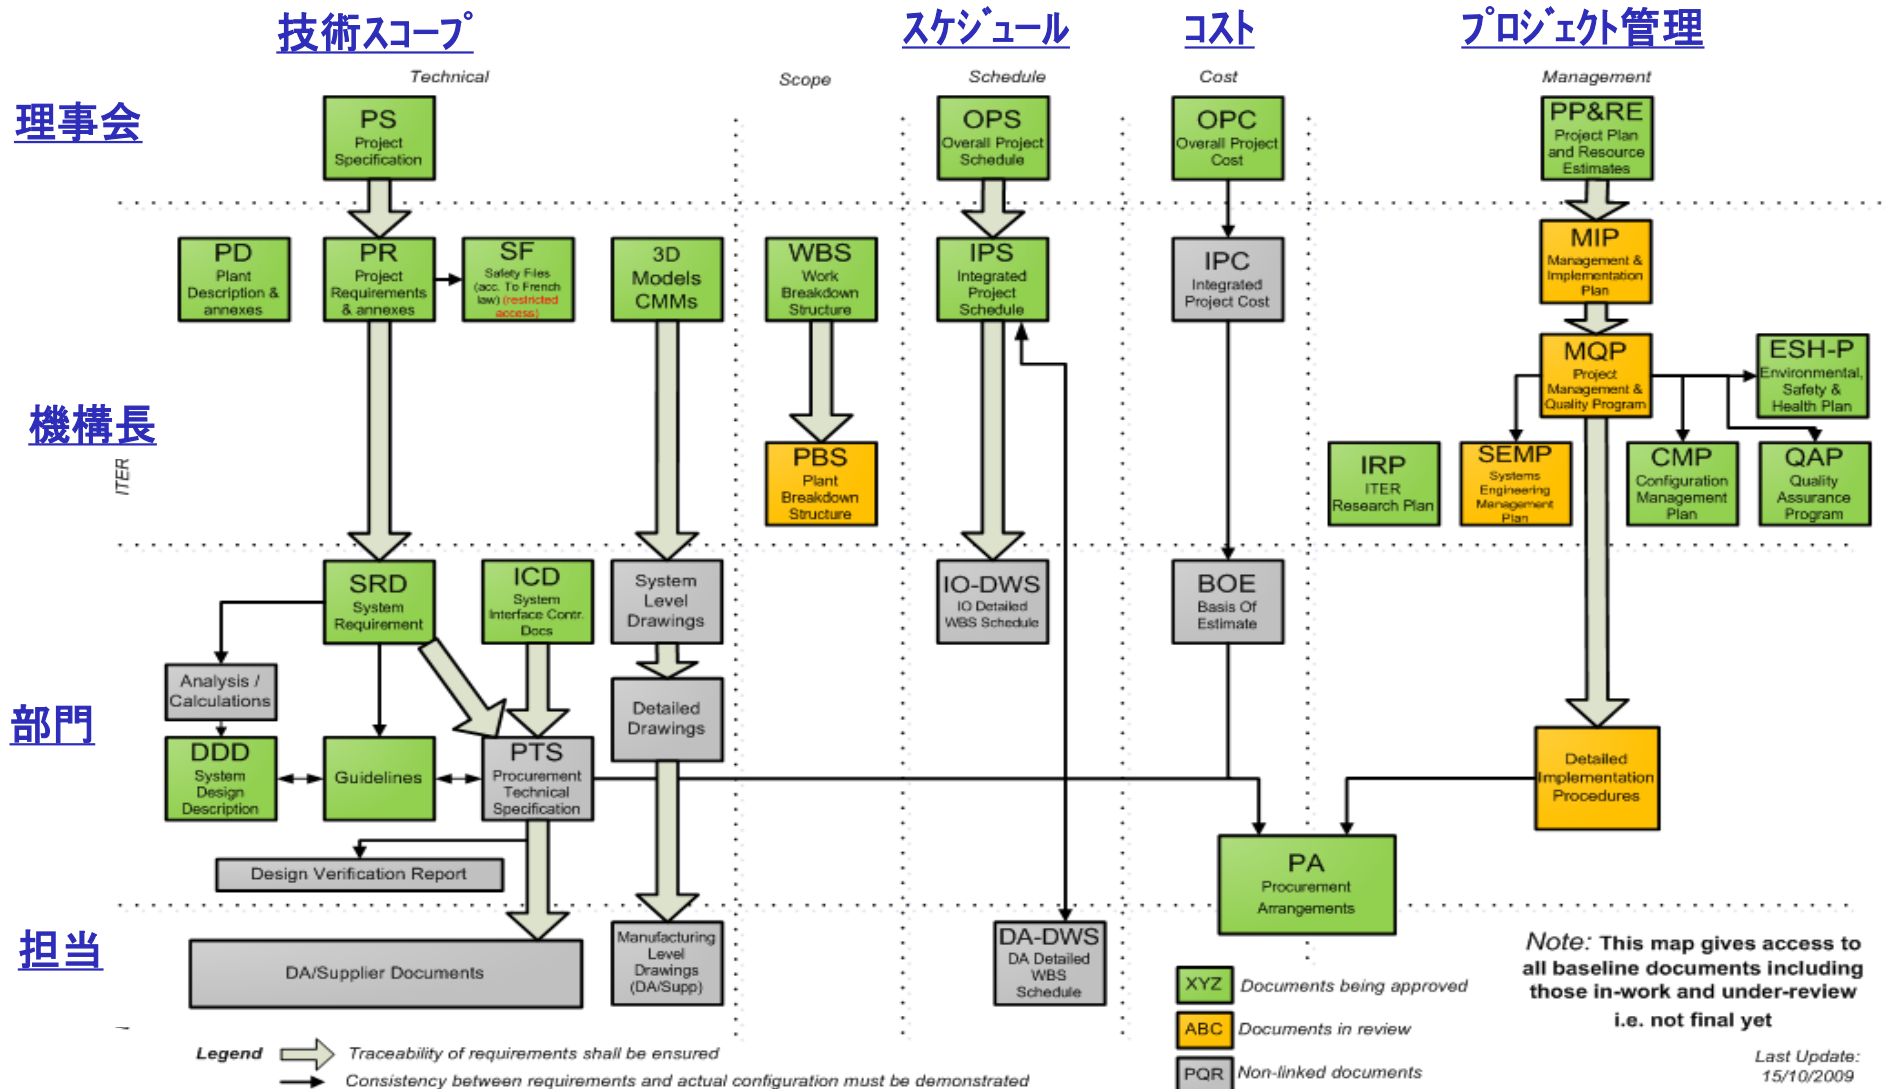 技術スコープ
スケジュール
コスト
プロジェクト管理
Technical
Scope
Schedule
Cost
Management
理事会
PS
Project
Specification
OPS
Overall Project
Schedule
OPC
Overall Project
Cost
PP&RE
Project Plan
and Resource
Estimates
機構長
ITER
PD
Plant
Description &
annexes
PR
Project
Requirements
& annexes
SF
Safety Files
(acc. To French
law) (restricted
access)
3D
Models
CMMs
WBS
Work
Breakdown
Structure
IPS
Integrated
Project
Schedule
IPC
Integrated
Project Cost
MIP
Management &
Implementation
Plan
MQP
Project
Management &
Quality Program
ESH-P
Environmental,
Safety &
Health Plan
PBS
Plant
Breakdown
Structure
IRP
ITER
Research Plan
SEMP
Systems
Engineering
Management
Plan
CMP
Configuration
Management
Plan
QAP
Quality
Assurance
Program
部門
SRD
System
Requirement
ICD
System
Interface Contr.
Docs
System
Level
Drawings
IO-DWS
IO Detailed
WBS Schedule
BOE
Basis Of
Estimate
Analysis /
Calculations
Detailed
Drawings
DDD
System
Design
Description
Guidelines
PTS
Procurement
Technical
Specification
Detailed
Implementation
Procedures
Design Verification Report
PA
Procurement
Arrangements
担当
DA/Supplier Documents
Manufacturing
Level
Drawings
(DA/Supp)
DA-DWS
DA Detailed
WBS
Schedule
XYZ
Documents being approved
ABC
Documents in review
PQR
Non-linked documents
Note: This map gives access to
all baseline documents including
those in-work and under-review
i.e. not final yet
Legend
Traceability of requirements shall be ensured
Consistency between requirements and actual configuration must be demonstrated
Last Update:
15/10/2009